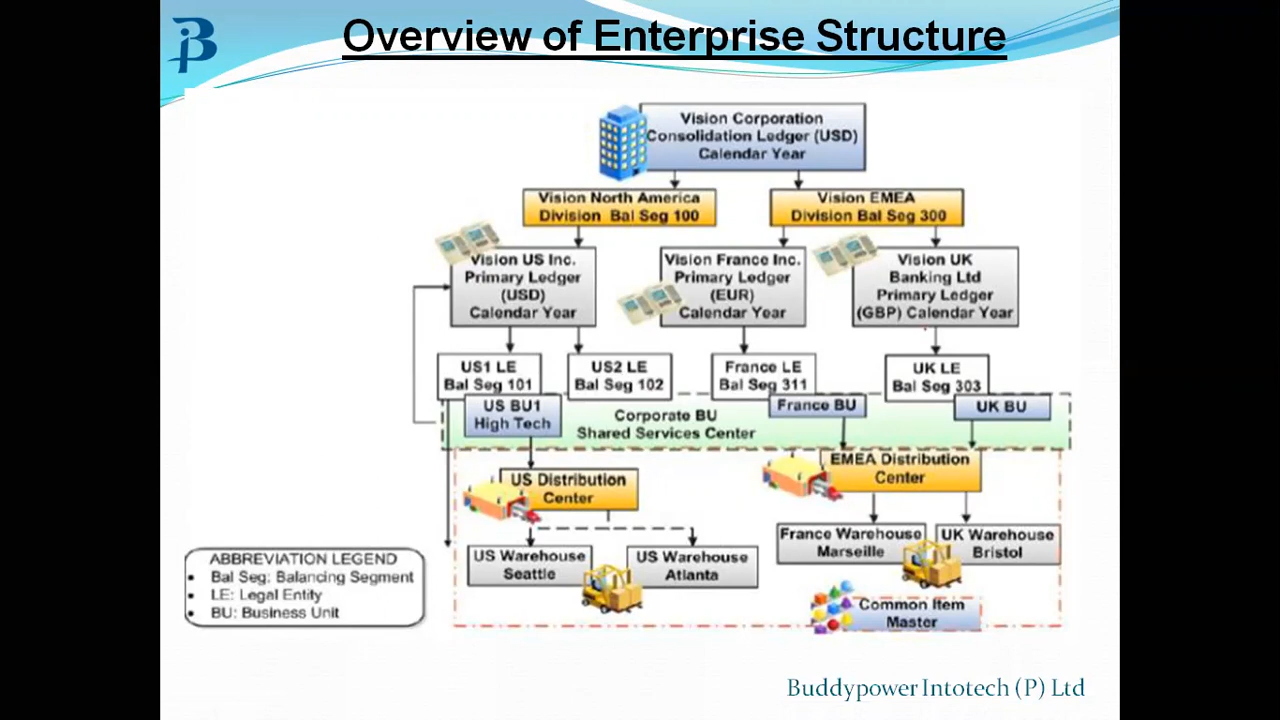 Overview of Enterprise Structure
Vision Corporation
Consolidation Ledger (USD)
Calendar Year
Vision North America
Division Bal Seg 100
Vision EMEA
Division Bal Seg 300
Vision US Inc.
Primary Ledger
(USD)
Calendar Year
Vision France Inc.
Primary Ledger
(EUR)
Calendar Year
Vision UK
Banking Ltd
Primary Ledger
(GBP) Calendar Year
US1 LE
Bal Seg 101
US2 LE
Bal Seg 102
France LE
Bal Seg 311
UK LE
Bal Seg 303
US BU1
High Tech
Corporate BU
Shared Services Center
France BU
UK BU
US Distribution
Center
EMEA Distribution
Center
US Warehouse
Seattle
US Warehouse
Atlanta
France Warehouse
Marseille
UK Warehouse
Bristol
Common Item
Master
ABBREVIATION LEGEND
• Bal Seg: Balancing Segment
• LE: Legal Entity
• BU: Business Unit
Buddypower Intotech (P) Ltd